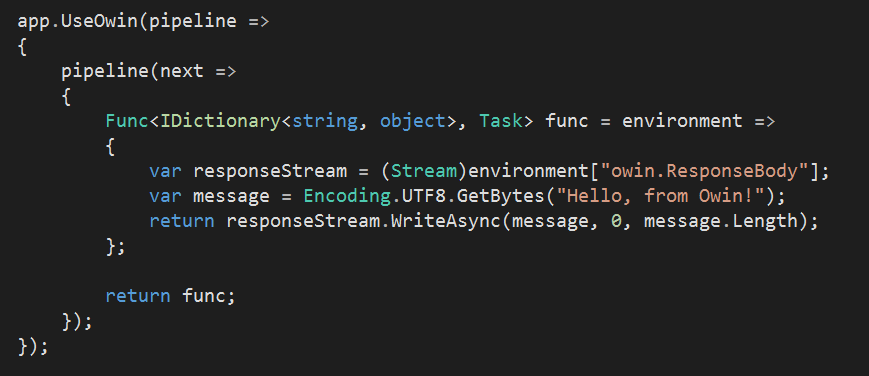 app.UseOwin(pipeline =>
{
    pipeline(next =>
    {
        Func<IDictionary<string, object>, Task> func = environment =>
        {
            var responseStream = (Stream)environment["owin.ResponseBody"];
            var message = Encoding.UTF8.GetBytes("Hello, from Owin!");
            return responseStream.WriteAsync(message, 0, message.Length);
        };

        return func;
    });
});